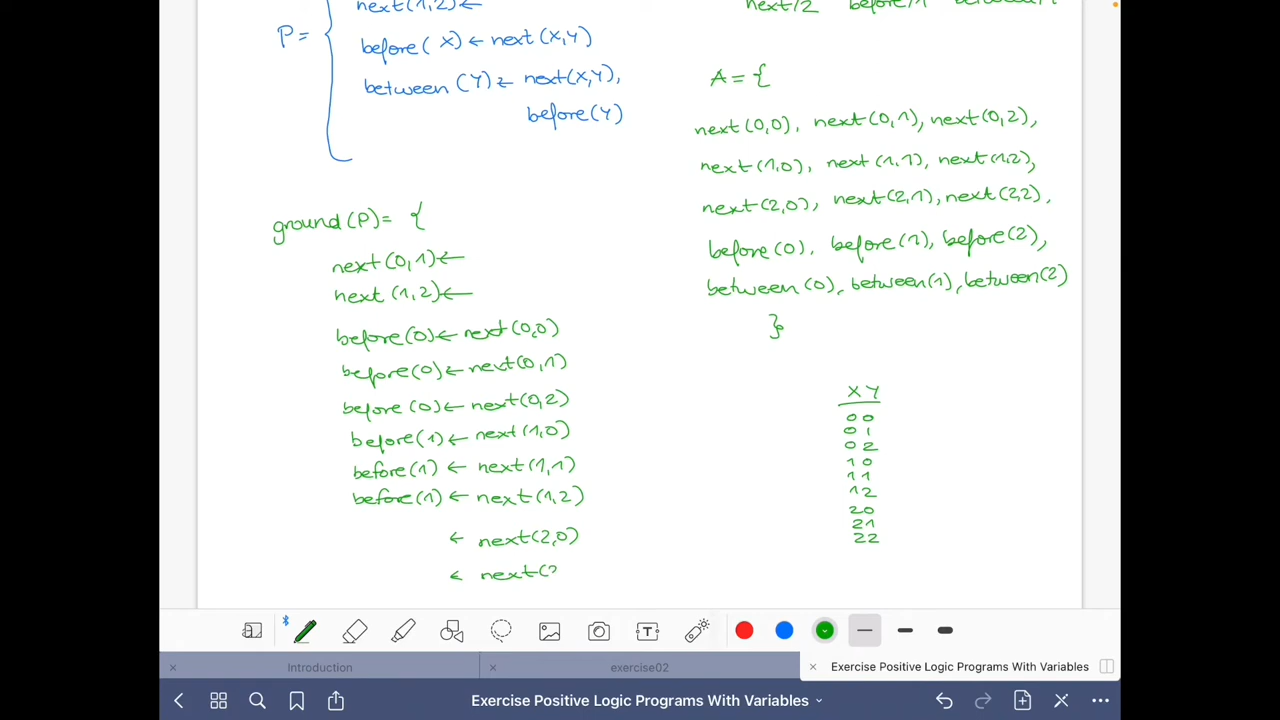 next(1,2)←
P= {
before(X)←next(X,Y)
between(Y)← next(X,Y),
before(Y)
next/2 before/1 between/1
A={
next(0,0), next(0,1), next(0,2),
next(1,0), next(1,1), next(1,2),
next(2,0), next(2,1), next(2,2),
before(0), before(1), before(2),
between(0), between(1), between(2)
}
ground(P)= {
next(0,1)←
next(1,2)←
before(0)← next(0,0)
before(0)← next(0,1)
before(0)← next(0,2)
before(1)← next(1,0)
before(1) ← next(1,1)
before(1) ← next(1,2)
← next(2,0)
← next(2
X Y
0 0
0 1
0 2
1 0
1 1
1 2
2 0
2 1
2 2
Introduction
exercise02
Exercise Positive Logic Programs With Variables
Exercise Positive Logic Programs With Variables